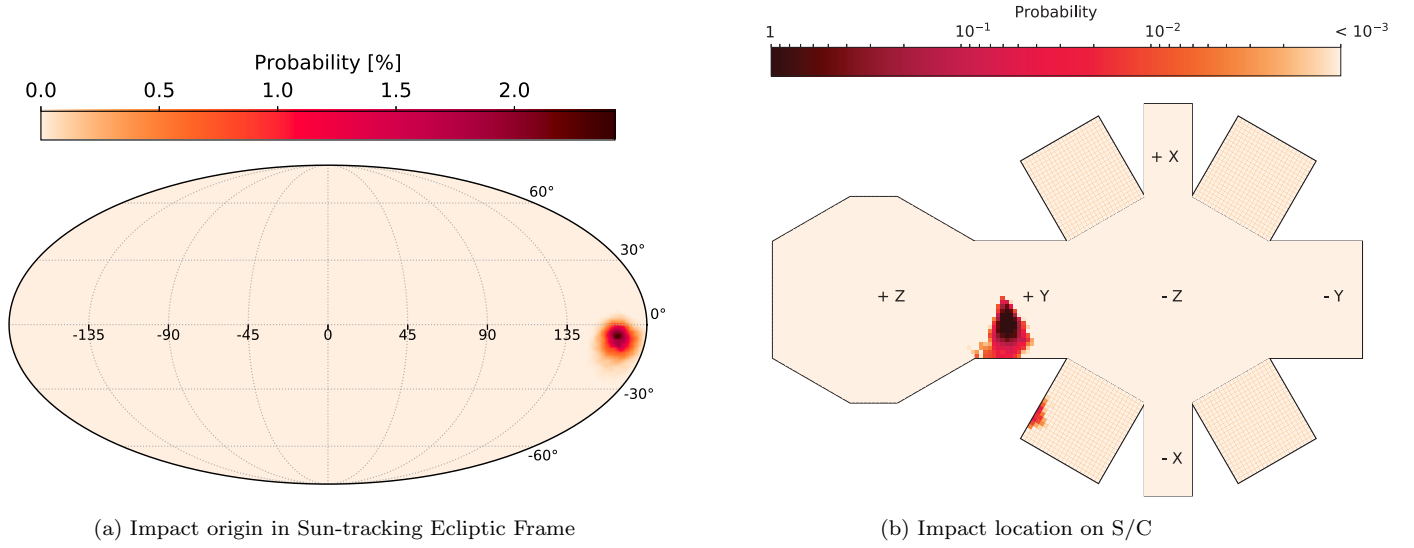 Probability [%]
0.0 0.5 1.0 1.5 2.0
60°
30°
0°
-135 -90 -45 0 45 90 135
-30°
-60°
(a) Impact origin in Sun-tracking Ecliptic Frame
Probability
1 10⁻¹ 10⁻² < 10⁻³
+ X
+ Z + Y - Z - Y
- X
(b) Impact location on S/C